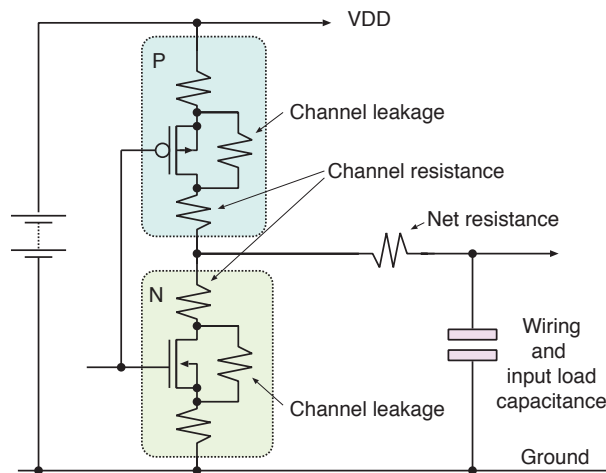 VDD
P
Channel leakage
Channel resistance
Net resistance
N
Wiring
and
input load
capacitance
Channel leakage
Ground